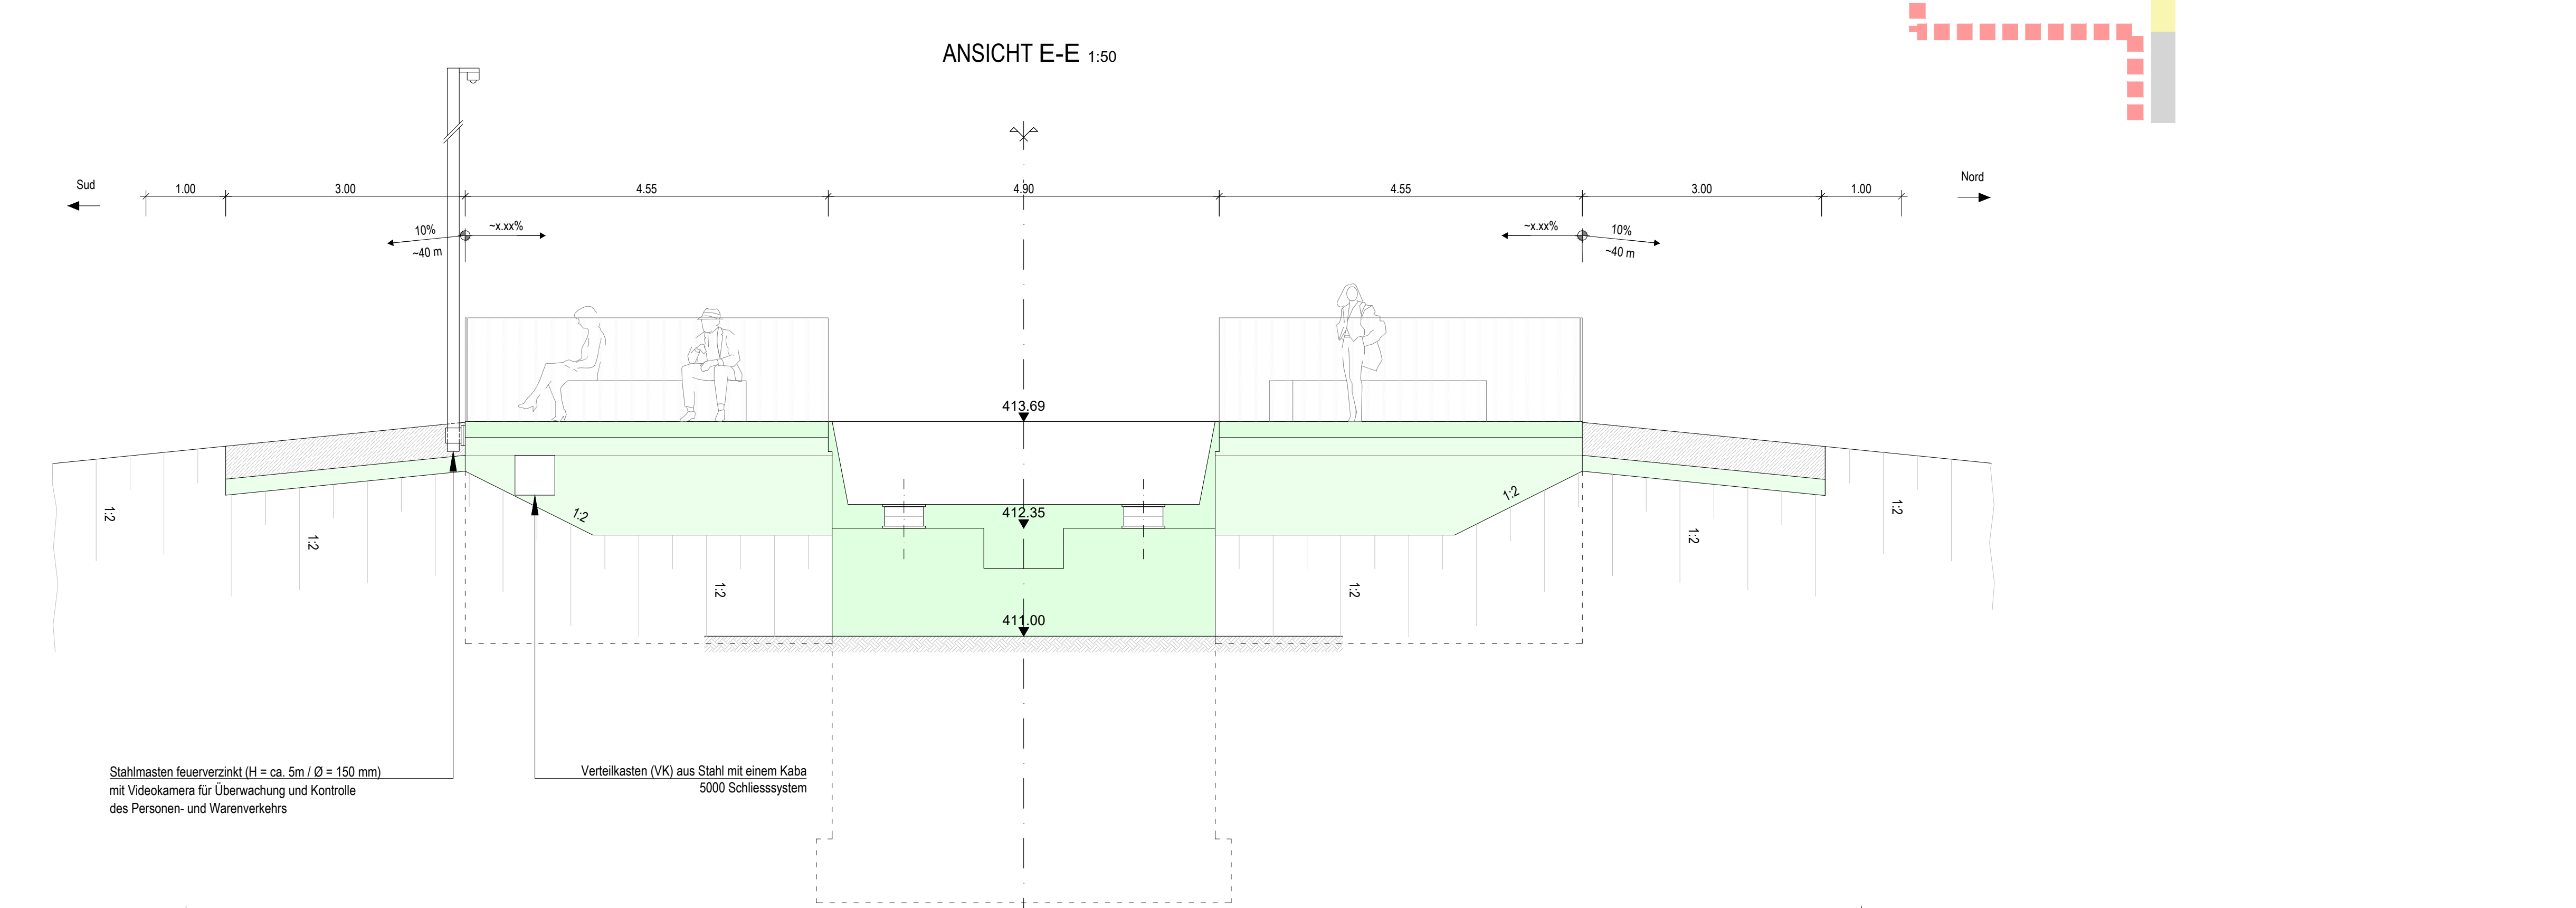 ANSICHT E-E 1:50
Sud
1.00
3.00
4.55
4.90
4.55
3.00
1.00
Nord
10%
~40 m
~x.xx%
~x.xx%
10%
~40 m
413.69
412.35
411.00
1:2
1:2
1:2
1:2
1:2
1:2
1:2
1:2
Stahlmasten feuerverzinkt (H = ca. 5m / Ø = 150 mm)
mit Videokamera für Überwachung und Kontrolle
des Personen- und Warenverkehrs
Verteilkasten (VK) aus Stahl mit einem Kaba
5000 Schliesssystem